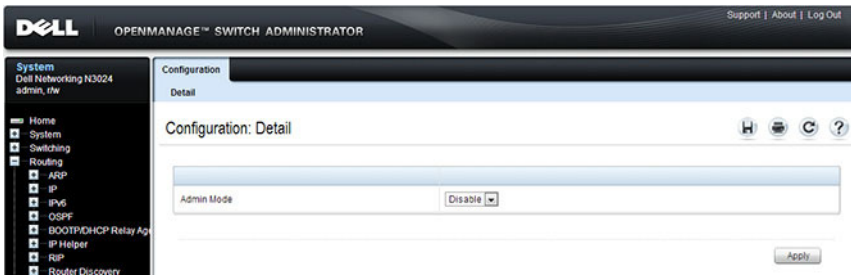 Support | About | Log Out
DELL OPENMANAGE™ SWITCH ADMINISTRATOR
System
Dell Networking N3024
admin, r/w
Home
System
Switching
Routing
ARP
IP
IPv6
OSPF
BOOTP/DHCP Relay Age
IP Helper
RIP
Router Discovery
Configuration
Detail
Configuration: Detail
Admin Mode
Disable
Apply